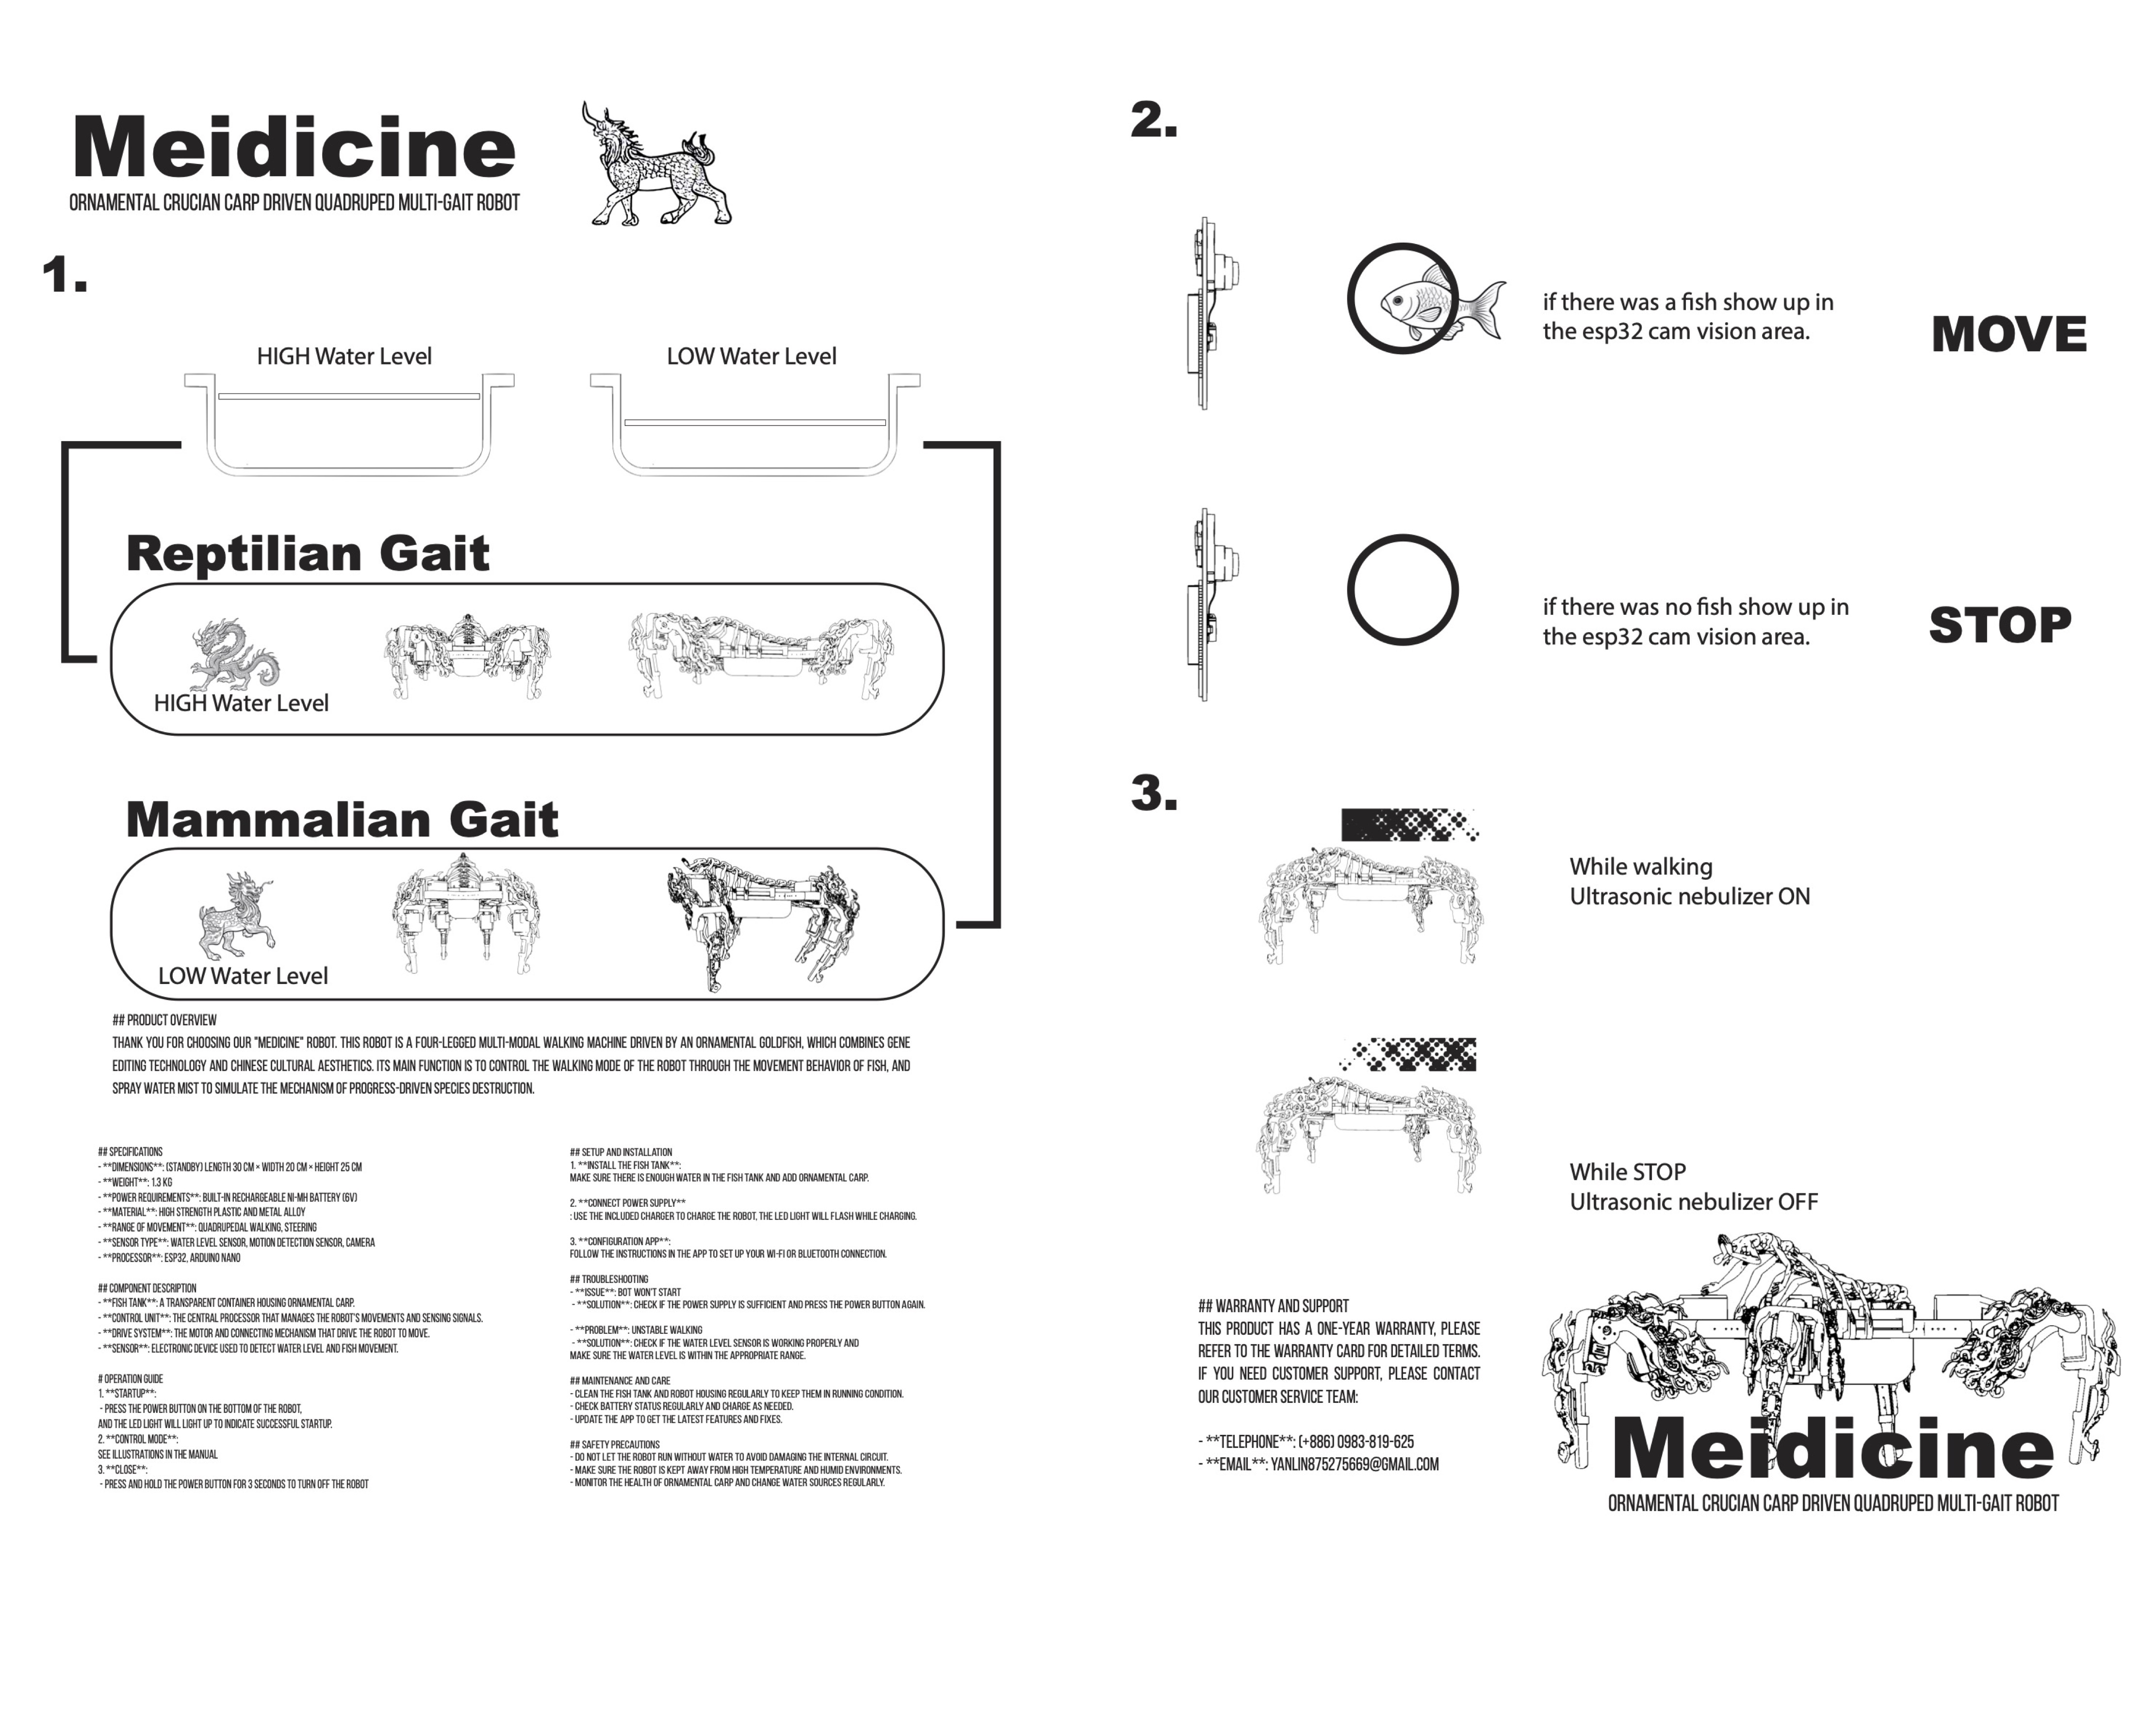 Meidicine
ORNAMENTAL CRUCIAN CARP DRIVEN QUADRUPED MULTI-GAIT ROBOT
1.
HIGH Water Level
LOW Water Level
Reptilian Gait
HIGH Water Level
Mammalian Gait
LOW Water Level
## PRODUCT OVERVIEW
THANK YOU FOR CHOOSING OUR "MEDICINE" ROBOT. THIS ROBOT IS A FOUR-LEGGED MULTI-MODAL WALKING MACHINE DRIVEN BY AN ORNAMENTAL GOLDFISH, WHICH COMBINES GENE
EDITING TECHNOLOGY AND CHINESE CULTURAL AESTHETICS. ITS MAIN FUNCTION IS TO CONTROL THE WALKING MODE OF THE ROBOT THROUGH THE MOVEMENT BEHAVIOR OF FISH, AND
SPRAY WATER MIST TO SIMULATE THE MECHANISM OF PROGRESS-DRIVEN SPECIES DESTRUCTION.
## SPECIFICATIONS
- **DIMENSIONS**: (STANDBY) LENGTH 30 CM × WIDTH 20 CM × HEIGHT 25 CM
- **WEIGHT**: 1.3 KG
- **POWER REQUIREMENTS**: BUILT-IN RECHARGEABLE NI-MH BATTERY (6V)
- **MATERIAL**: HIGH STRENGTH PLASTIC AND METAL ALLOY
- **RANGE OF MOVEMENT**: QUADRUPEDAL WALKING, STEERING
- **SENSOR TYPE**: WATER LEVEL SENSOR, MOTION DETECTION SENSOR, CAMERA
- **PROCESSOR**: ESP32, ARDUINO NANO
## COMPONENT DESCRIPTION
- **FISH TANK**: A TRANSPARENT CONTAINER HOUSING ORNAMENTAL CARP.
- **CONTROL UNIT**: THE CENTRAL PROCESSOR THAT MANAGES THE ROBOT'S MOVEMENTS AND SENSING SIGNALS.
- **DRIVE SYSTEM**: THE MOTOR AND CONNECTING MECHANISM THAT DRIVE THE ROBOT TO MOVE.
- **SENSOR**: ELECTRONIC DEVICE USED TO DETECT WATER LEVEL AND FISH MOVEMENT.
# OPERATION GUIDE
1. **STARTUP**:
- PRESS THE POWER BUTTON ON THE BOTTOM OF THE ROBOT,
AND THE LED LIGHT WILL LIGHT UP TO INDICATE SUCCESSFUL STARTUP.
2. **CONTROL MODE**:
SEE ILLUSTRATIONS IN THE MANUAL
3. **CLOSE**:
- PRESS AND HOLD THE POWER BUTTON FOR 3 SECONDS TO TURN OFF THE ROBOT
## SETUP AND INSTALLATION
1. **INSTALL THE FISH TANK**:
MAKE SURE THERE IS ENOUGH WATER IN THE FISH TANK AND ADD ORNAMENTAL CARP.
2. **CONNECT POWER SUPPLY**
: USE THE INCLUDED CHARGER TO CHARGE THE ROBOT, THE LED LIGHT WILL FLASH WHILE CHARGING.
3. **CONFIGURATION APP**:
FOLLOW THE INSTRUCTIONS IN THE APP TO SET UP YOUR WI-FI OR BLUETOOTH CONNECTION.
## TROUBLESHOOTING
- **ISSUE**: BOT WON'T START
- **SOLUTION**: CHECK IF THE POWER SUPPLY IS SUFFICIENT AND PRESS THE POWER BUTTON AGAIN.
- **PROBLEM**: UNSTABLE WALKING
- **SOLUTION**: CHECK IF THE WATER LEVEL SENSOR IS WORKING PROPERLY AND
MAKE SURE THE WATER LEVEL IS WITHIN THE APPROPRIATE RANGE.
## MAINTENANCE AND CARE
- CLEAN THE FISH TANK AND ROBOT HOUSING REGULARLY TO KEEP THEM IN RUNNING CONDITION.
- CHECK BATTERY STATUS REGULARLY AND CHARGE AS NEEDED.
- UPDATE THE APP TO GET THE LATEST FEATURES AND FIXES.
## SAFETY PRECAUTIONS
- DO NOT LET THE ROBOT RUN WITHOUT WATER TO AVOID DAMAGING THE INTERNAL CIRCUIT.
- MAKE SURE THE ROBOT IS KEPT AWAY FROM HIGH TEMPERATURE AND HUMID ENVIRONMENTS.
- MONITOR THE HEALTH OF ORNAMENTAL CARP AND CHANGE WATER SOURCES REGULARLY.
2.
if there was a fish show up in
the esp32 cam vision area.
MOVE
if there was no fish show up in
the esp32 cam vision area.
STOP
3.
While walking
Ultrasonic nebulizer ON
While STOP
Ultrasonic nebulizer OFF
## WARRANTY AND SUPPORT
THIS PRODUCT HAS A ONE-YEAR WARRANTY, PLEASE
REFER TO THE WARRANTY CARD FOR DETAILED TERMS.
IF YOU NEED CUSTOMER SUPPORT, PLEASE CONTACT
OUR CUSTOMER SERVICE TEAM:
- **TELEPHONE**: (+886) 0983-819-625
- **EMAIL**: YANLIN875275669@GMAIL.COM
Meidicine
ORNAMENTAL CRUCIAN CARP DRIVEN QUADRUPED MULTI-GAIT ROBOT